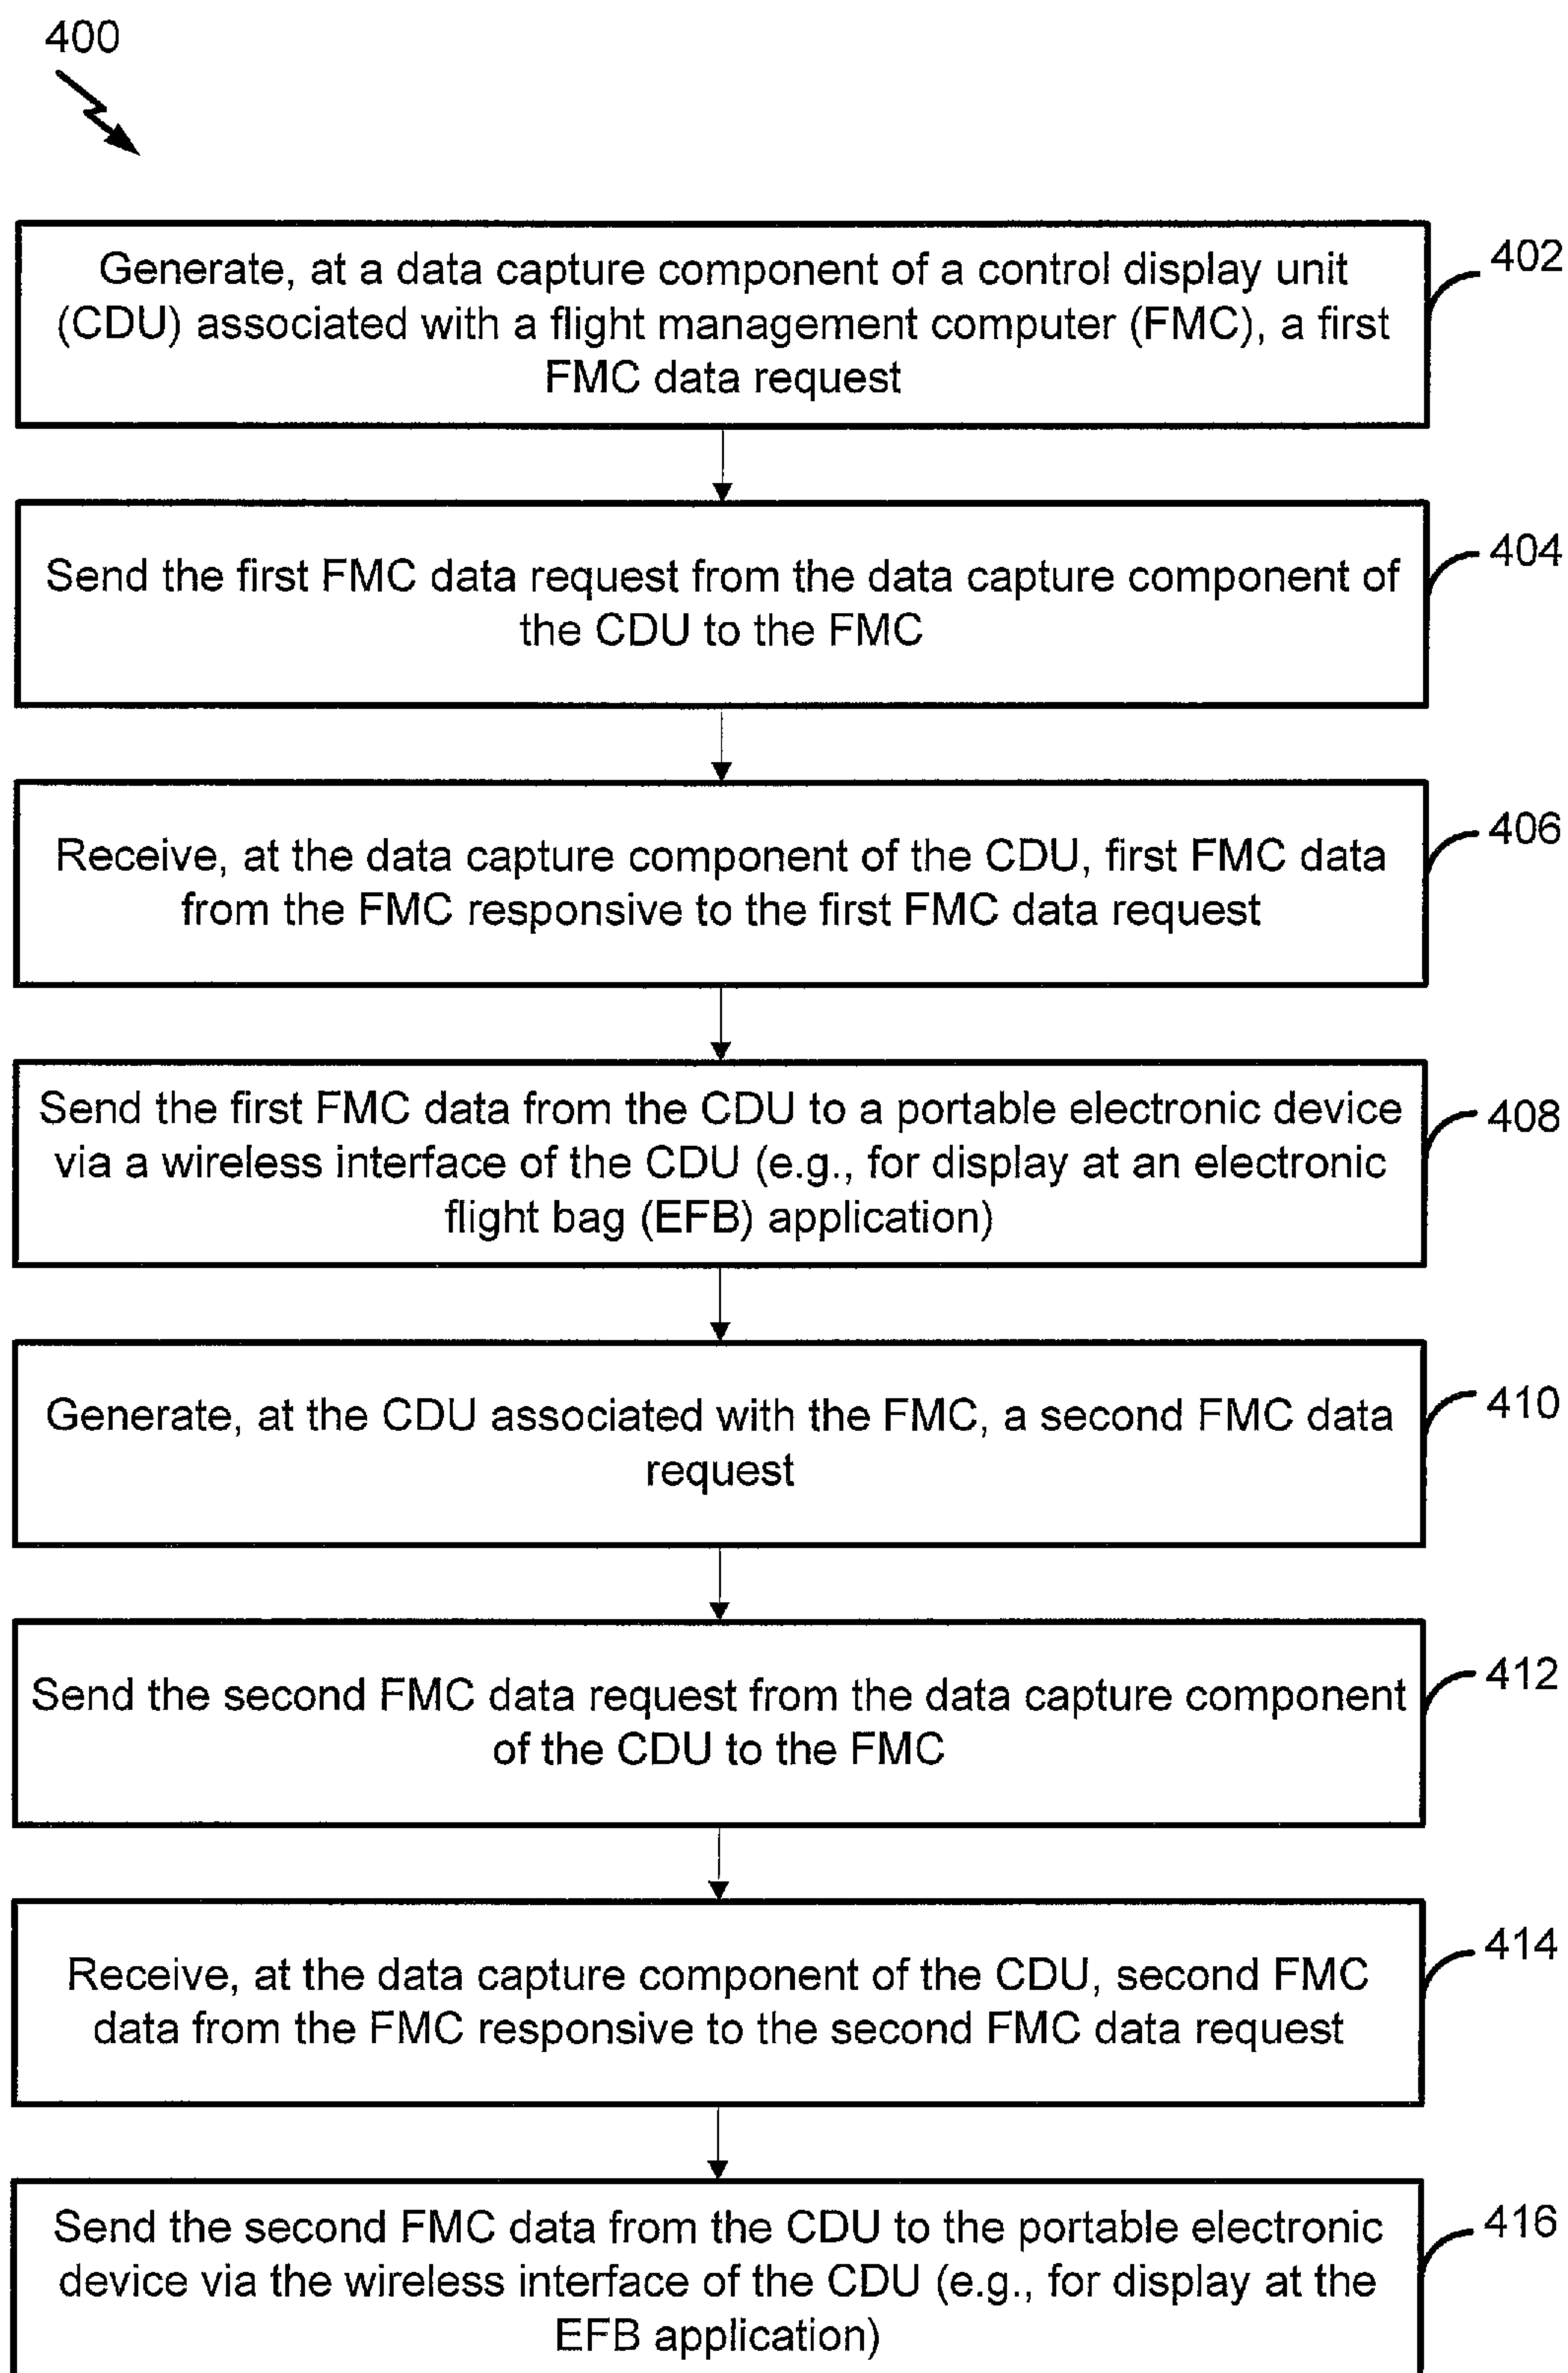 400
Generate, at a data capture component of a control display unit
(CDU) associated with a flight management computer (FMC), a first
FMC data request
402
Send the first FMC data request from the data capture component of
the CDU to the FMC
404
Receive, at the data capture component of the CDU, first FMC data
from the FMC responsive to the first FMC data request
406
Send the first FMC data from the CDU to a portable electronic device
via a wireless interface of the CDU (e.g., for display at an electronic
flight bag (EFB) application)
408
Generate, at the CDU associated with the FMC, a second FMC data
request
410
Send the second FMC data request from the data capture component
of the CDU to the FMC
412
Receive, at the data capture component of the CDU, second FMC
data from the FMC responsive to the second FMC data request
414
Send the second FMC data from the CDU to the portable electronic
device via the wireless interface of the CDU (e.g., for display at the
EFB application)
416